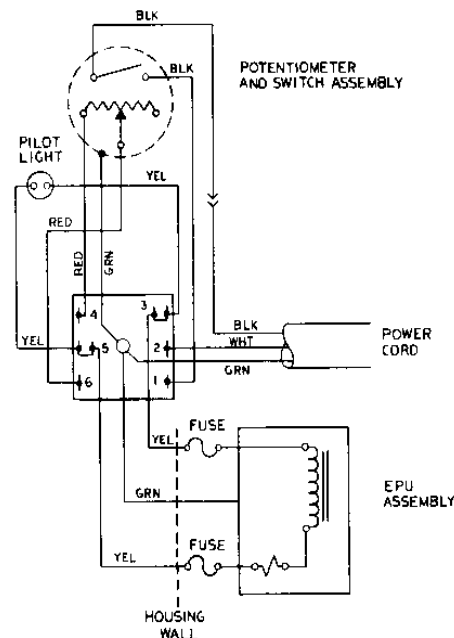 BLK
BLK
POTENTIOMETER
AND SWITCH ASSEMBLY
PILOT
LIGHT
YEL
RED
RED
GRN
4
3
BLK
POWER
CORD
YEL
5
2
WHT
GRN
6
1
FUSE
YEL
EPU
ASSEMBLY
GRN
FUSE
YEL
HOUSING
WALL